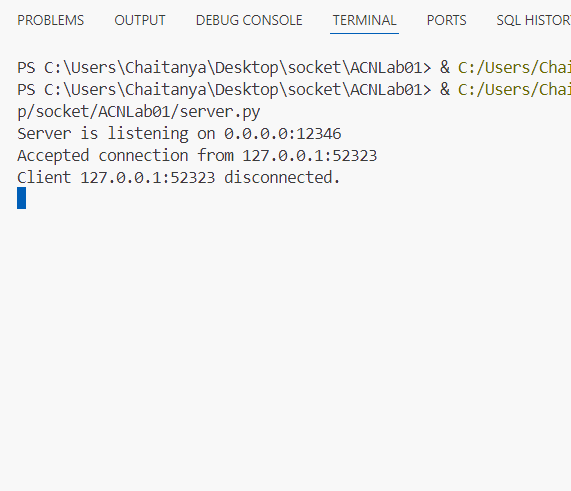 PROBLEMS OUTPUT DEBUG CONSOLE TERMINAL PORTS SQL HISTOR
PS C:\Users\Chaitanya\Desktop\socket\ACNLab01> & C:/Users/Chai
PS C:\Users\Chaitanya\Desktop\socket\ACNLab01> & C:/Users/Chai
p/socket/ACNLab01/server.py
Server is listening on 0.0.0.0:12346
Accepted connection from 127.0.0.1:52323
Client 127.0.0.1:52323 disconnected.